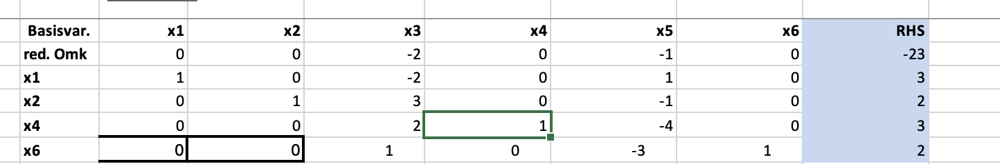 Basisvar. x1 x2 x3 x4 x5 x6 RHS
red. Omk 0 0 -2 0 -1 0 -23
x1 1 0 -2 0 1 0 3
x2 0 1 3 0 -1 0 2
x4 0 0 2 1 -4 0 3
x6 0 0 1 0 -3 1 2